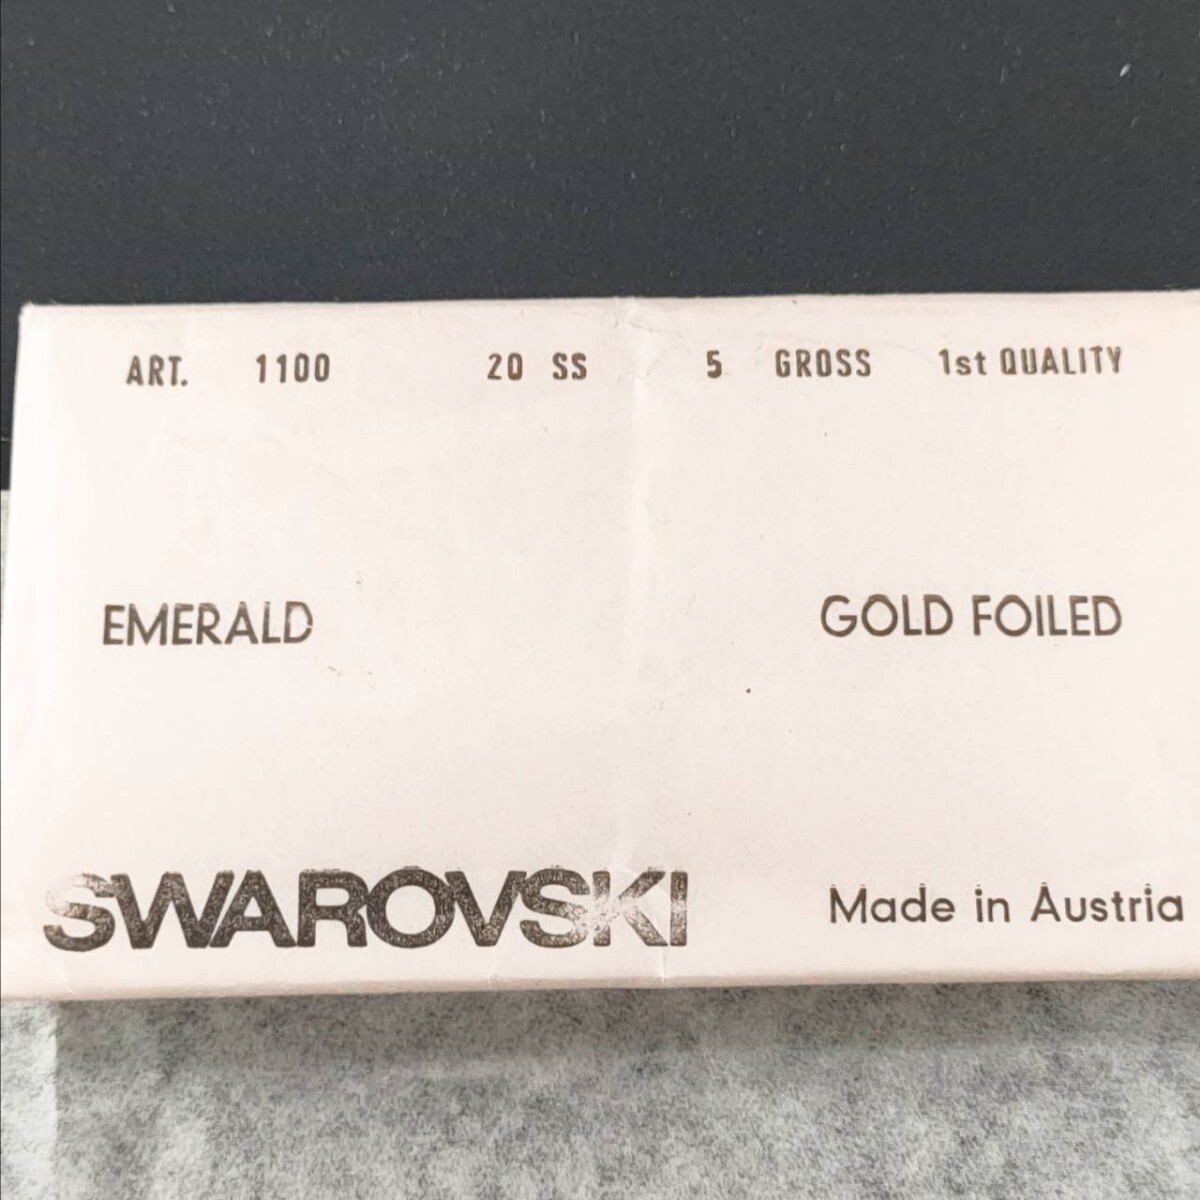 ART. 1100 20 SS 5 GROSS 1st QUALITY
EMERALD GOLD FOILED
SWAROVSKI Made in Austria